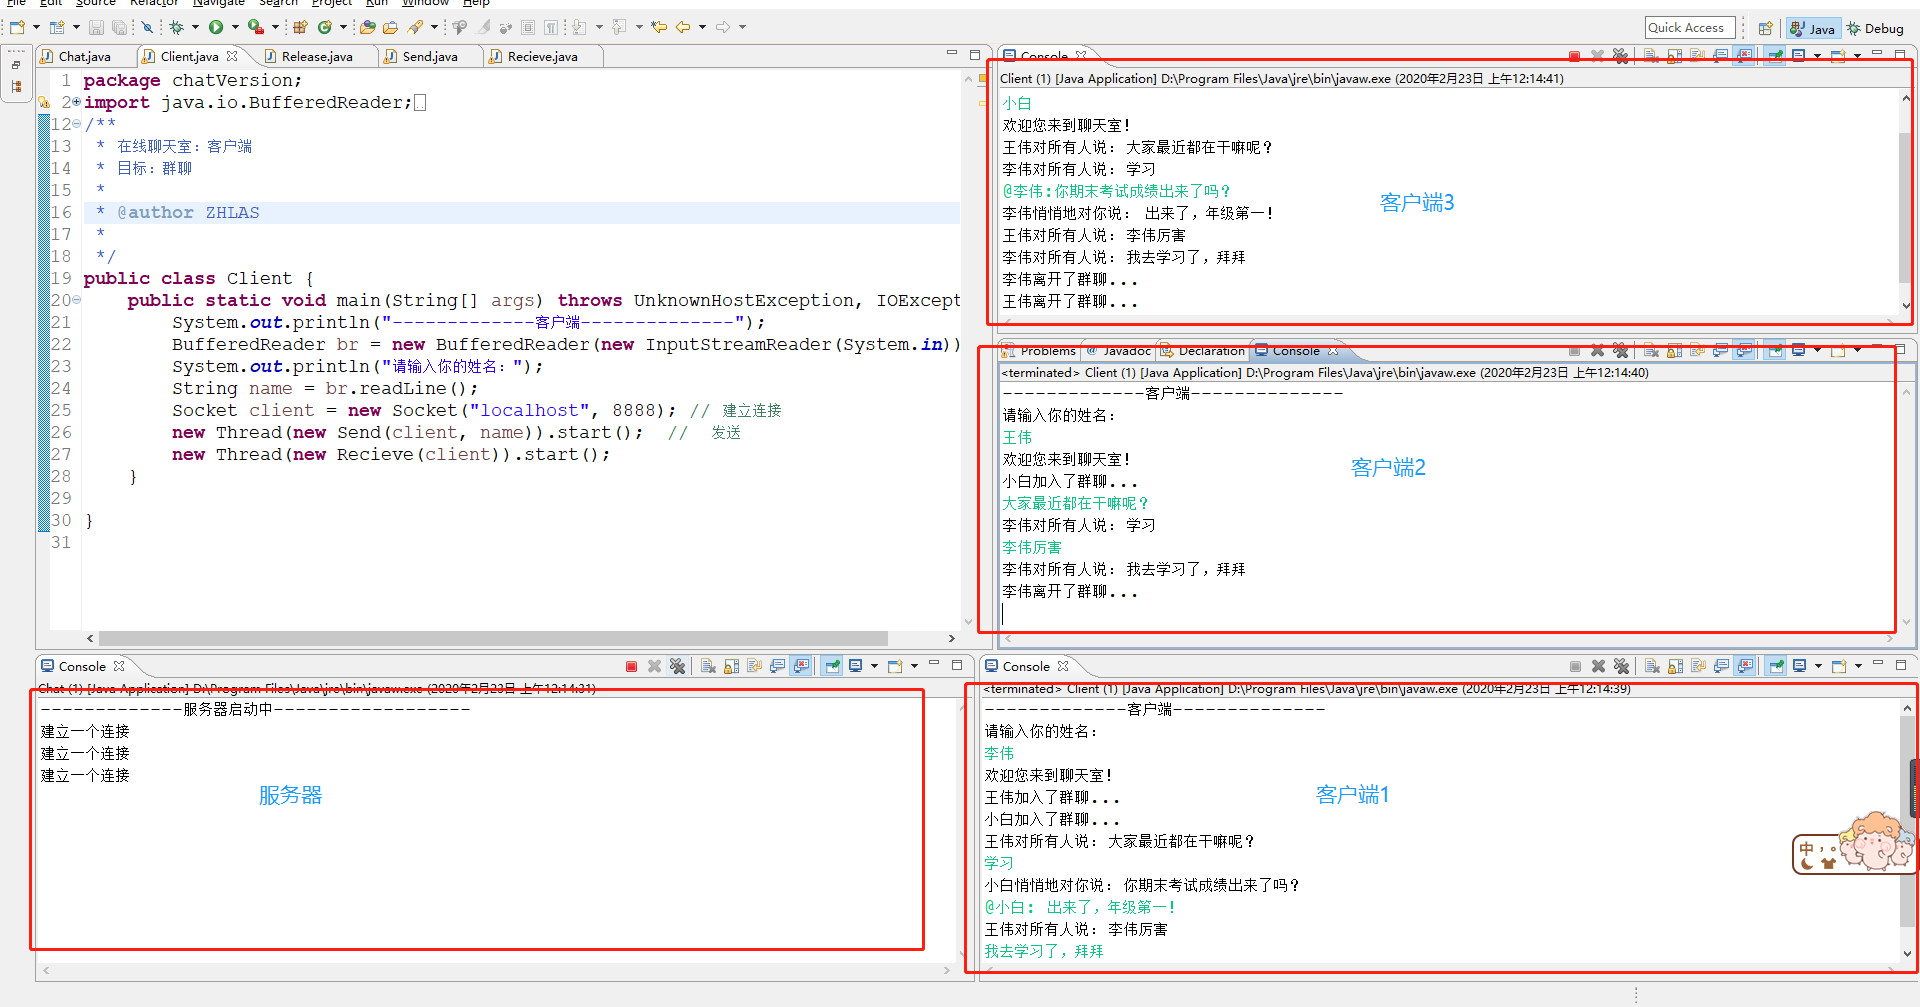 File Edit Source Refactor Navigate Search Project Run Window Help
Quick Access
Java
Debug
Chat.java
Client.java
Release.java
Send.java
Recieve.java
1 package chatVersion;
2 import java.io.BufferedReader;
12 /**
13  * 在线聊天室：客户端
14  * 目标：群聊
15  *
16  * @author ZHLAS
17  *
18  */
19 public class Client {
20     public static void main(String[] args) throws UnknownHostException, IOExcept
21         System.out.println("-------------客户端--------------");
22         BufferedReader br = new BufferedReader(new InputStreamReader(System.in))
23         System.out.println("请输入你的姓名：");
24         String name = br.readLine();
25         Socket client = new Socket("localhost", 8888); // 建立连接
26         new Thread(new Send(client, name)).start();  //  发送
27         new Thread(new Recieve(client)).start();
28     }
29
30 }
31
Console
Client (1) [Java Application] D:\Program Files\Java\jre\bin\javaw.exe (2020年2月23日 上午12:14:41)
小白
欢迎您来到聊天室！
王伟对所有人说：大家最近都在干嘛呢？
李伟对所有人说：学习
@李伟:你期末考试成绩出来了吗？
李伟悄悄地对你说： 出来了，年级第一！
王伟对所有人说：李伟厉害
李伟对所有人说：我去学习了，拜拜
李伟离开了群聊...
王伟离开了群聊...
客户端3
Problems
@ Javadoc
Declaration
Console
<terminated> Client (1) [Java Application] D:\Program Files\Java\jre\bin\javaw.exe (2020年2月23日 上午12:14:40)
-------------客户端--------------
请输入你的姓名：
王伟
欢迎您来到聊天室！
小白加入了群聊...
大家最近都在干嘛呢？
李伟对所有人说：学习
李伟厉害
李伟对所有人说：我去学习了，拜拜
李伟离开了群聊...
客户端2
Console
Chat (1) [Java Application] D:\Program Files\Java\jre\bin\javaw.exe (2020年2月23日 上午12:14:31)
-------------服务器启动中------------------
建立一个连接
建立一个连接
建立一个连接
服务器
Console
<terminated> Client (1) [Java Application] D:\Program Files\Java\jre\bin\javaw.exe (2020年2月23日 上午12:14:39)
-------------客户端--------------
请输入你的姓名：
李伟
欢迎您来到聊天室！
王伟加入了群聊...
小白加入了群聊...
王伟对所有人说：大家最近都在干嘛呢？
学习
小白悄悄地对你说：你期末考试成绩出来了吗？
@小白： 出来了，年级第一！
王伟对所有人说：李伟厉害
我去学习了，拜拜
客户端1
中 ，。